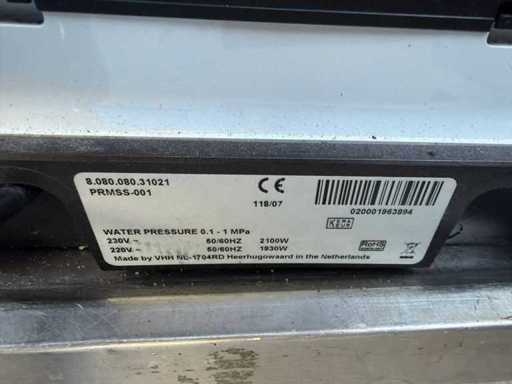 8.080.080.31021
PRMSS-001
CE
118/07
020001963894
KEMA
WATER PRESSURE 0.1 - 1 MPa
230V ~ 50/60HZ 2100W
220V ~ 50/60HZ 1930W
RoHS
Made by VHH NL-1704RD Heerhugowaard in the Netherlands